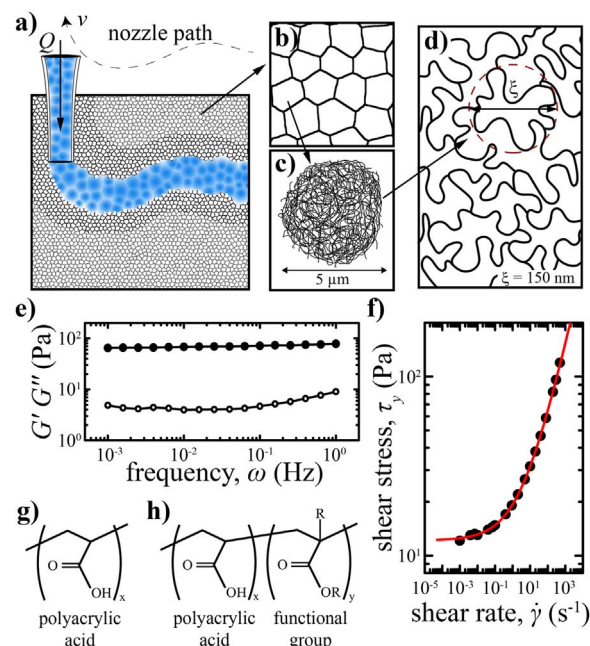 a)
Q
v
nozzle path
b)
c)
5 µm
d)
ξ
ξ = 150 nm
e)
G' G" (Pa)
10²
10¹
10⁰
10⁻³ 10⁻² 10⁻¹ 10⁰
frequency, ω (Hz)
f)
shear stress, τy (Pa)
10²
10¹
10⁻⁵ 10⁻³ 10⁻¹ 10¹ 10³
shear rate, γ̇ (s⁻¹)
g)
O
OH
x
polyacrylic
acid
h)
O
OH
x
polyacrylic
acid
R
O
OR
y
functional
group